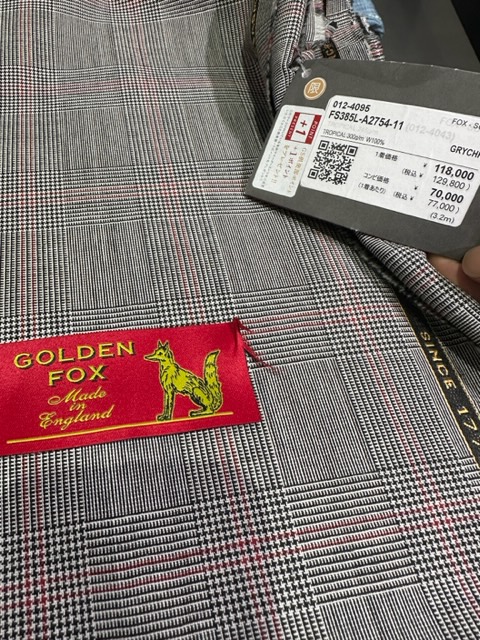 限
012-4095
FOX・S
FS385L-A2754-11
(012-4043)
GRYCH
TROPICAL 300g/m W100%
+1
1着価格
¥ 118,000
(税込 ¥ 129,800)
コンビ価格
¥ 70,000
(1着あたり)
(税込 ¥ 77,000)
(3.2m)
GOLDEN
FOX
Made
in
England
SINCE 177